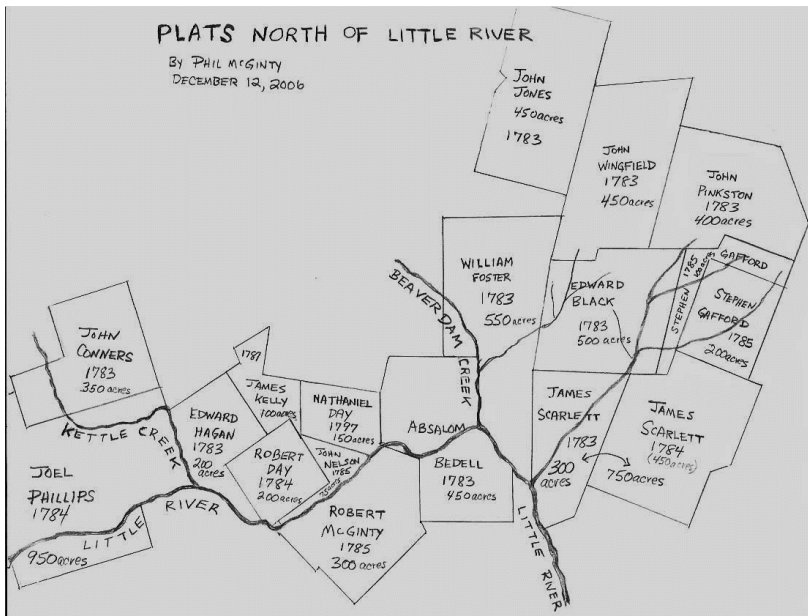 PLATS NORTH OF LITTLE RIVER
BY PHIL McGINTY
DECEMBER 12, 2006
JOHN
JONES
450 acres
1783
JOHN
WINGFIELD
1783
450 acres
JOHN
PINKSTON
1783
400 acres
WILLIAM
FOSTER
1783
550 acres
BEAVERDAM
CREEK
EDWARD
BLACK
1783
500 acres
STEPHEN
GAFFORD
1785
100 acres
STEPHEN
GAFFORD
1785
200 acres
JOHN
CONNERS
1783
350 acres
KETTLE CREEK
EDWARD
HAGAN
1783
200
acres
1787
JAMES
KELLY
100 acres
NATHANIEL
DAY
1797
150 acres
ROBERT
DAY
1784
200 acres
JOHN
NELSON
1785
75 acres
ABSALOM
BEDELL
1783
450 acres
JAMES
SCARLETT
1783
300
acres
JAMES
SCARLETT
1784
(450 acres)
750 acres
JOEL
PHILLIPS
1784
950 acres
LITTLE RIVER
ROBERT
McGINTY
1785
300 acres
LITTLE RIVER